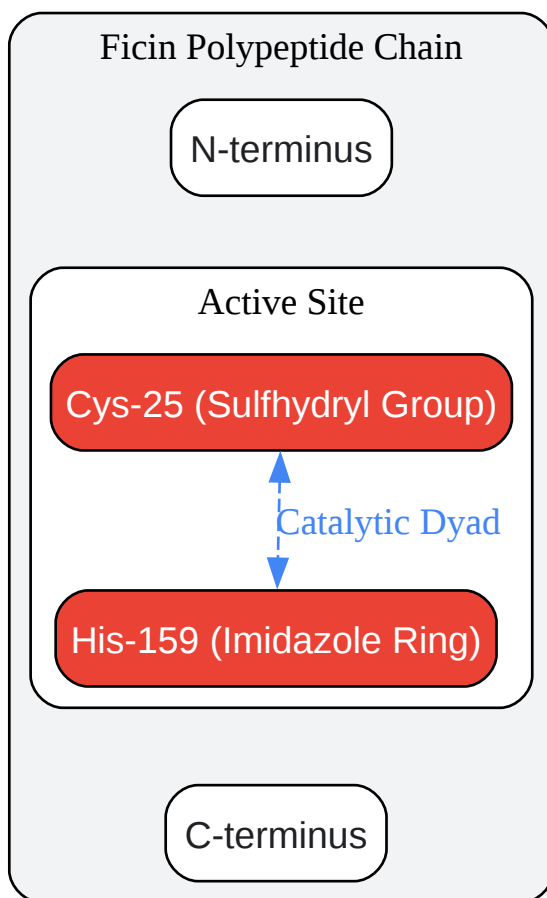 Ficin Polypeptide Chain
N-terminus
Active Site
Cys-25 (Sulfhydryl Group)
Catalytic Dyad
His-159 (Imidazole Ring)
C-terminus